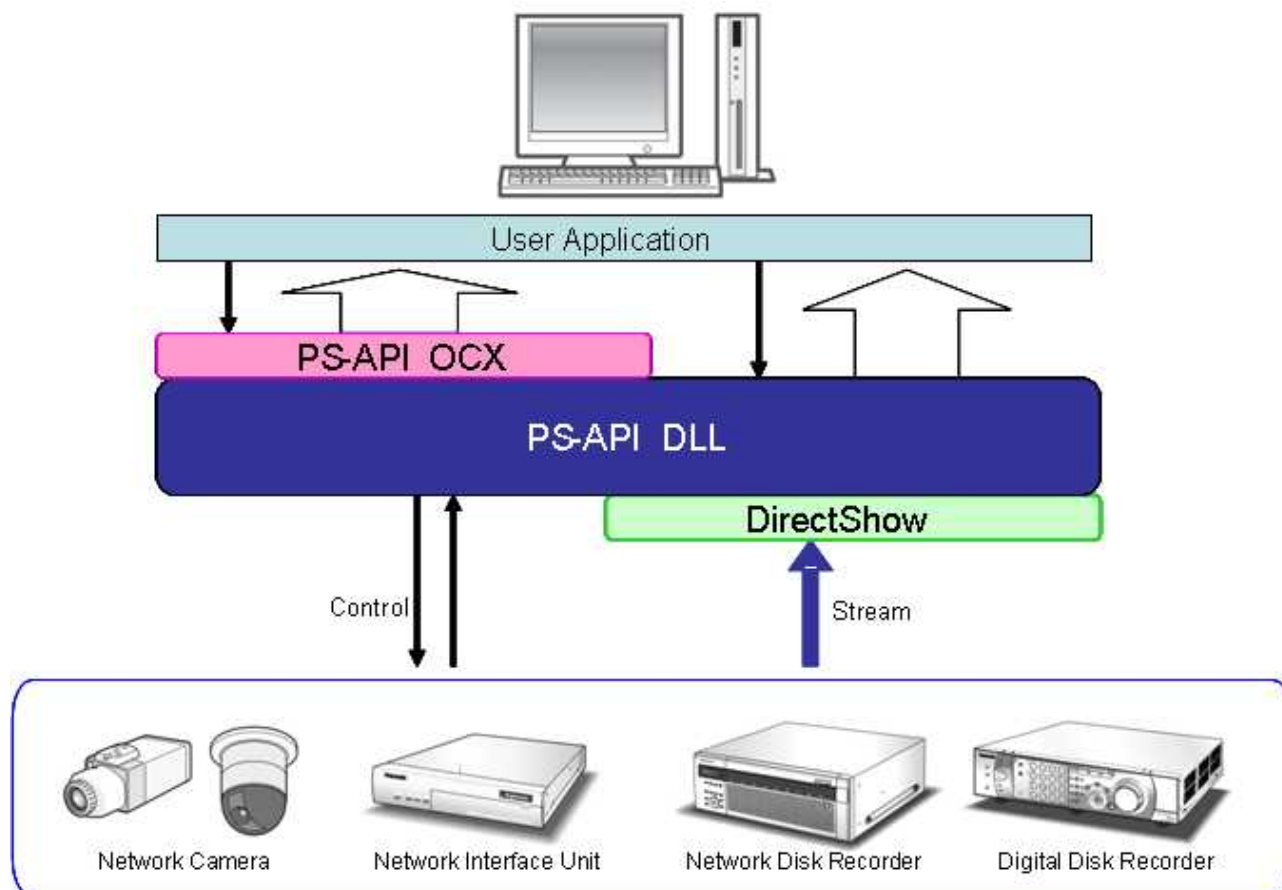 User Application
PS-API OCX
PS-API DLL
DirectShow
Control
Stream
Network Camera
Network Interface Unit
Network Disk Recorder
Digital Disk Recorder